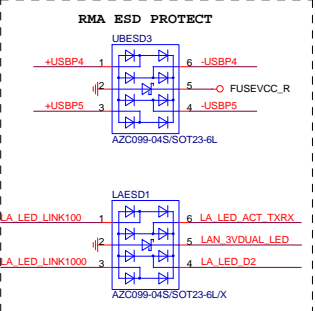 RMA ESD PROTECT
UBESD3
+USBP4 1 6 -USBP4
2 5 FUSEVCC_R
+USBP5 3 4 -USBP5
AZC099-04S/SOT23-6L
LAESD1
LA_LED_LINK100 1 6 LA_LED_ACT_TXRX
2 5 LAN_3VDUAL_LED
LA_LED_LINK1000 3 4 LA_LED_D2
AZC099-04S/SOT23-6L/X